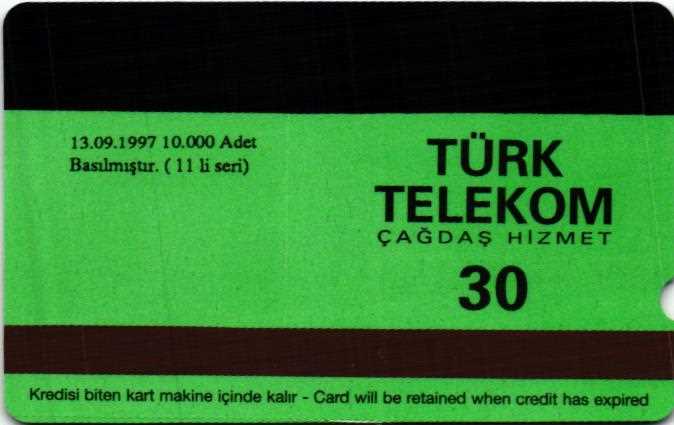 13.09.1997 10.000 Adet
Basılmıştır. ( 11 li seri)
TÜRK
TELEKOM
ÇAĞDAŞ HİZMET
30
Kredisi biten kart makine içinde kalır - Card will be retained when credit has expired